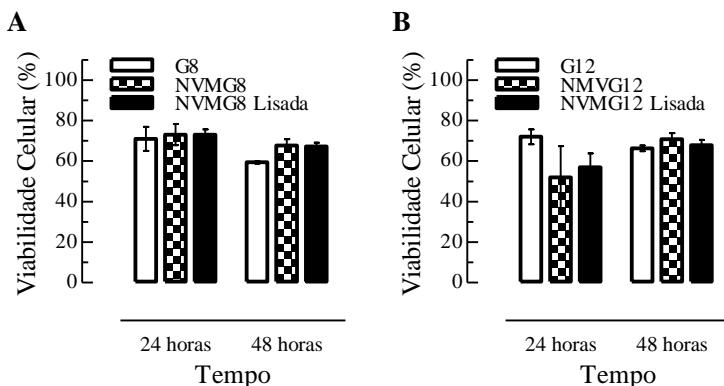 A
G8
NVMG8
NVMG8 Lisada
Viabilidade Celular (%)
100
80
60
40
20
0
24 horas
48 horas
Tempo
B
G12
NMVG12
NVMG12 Lisada
Viabilidade Celular (%)
100
80
60
40
20
0
24 horas
48 horas
Tempo